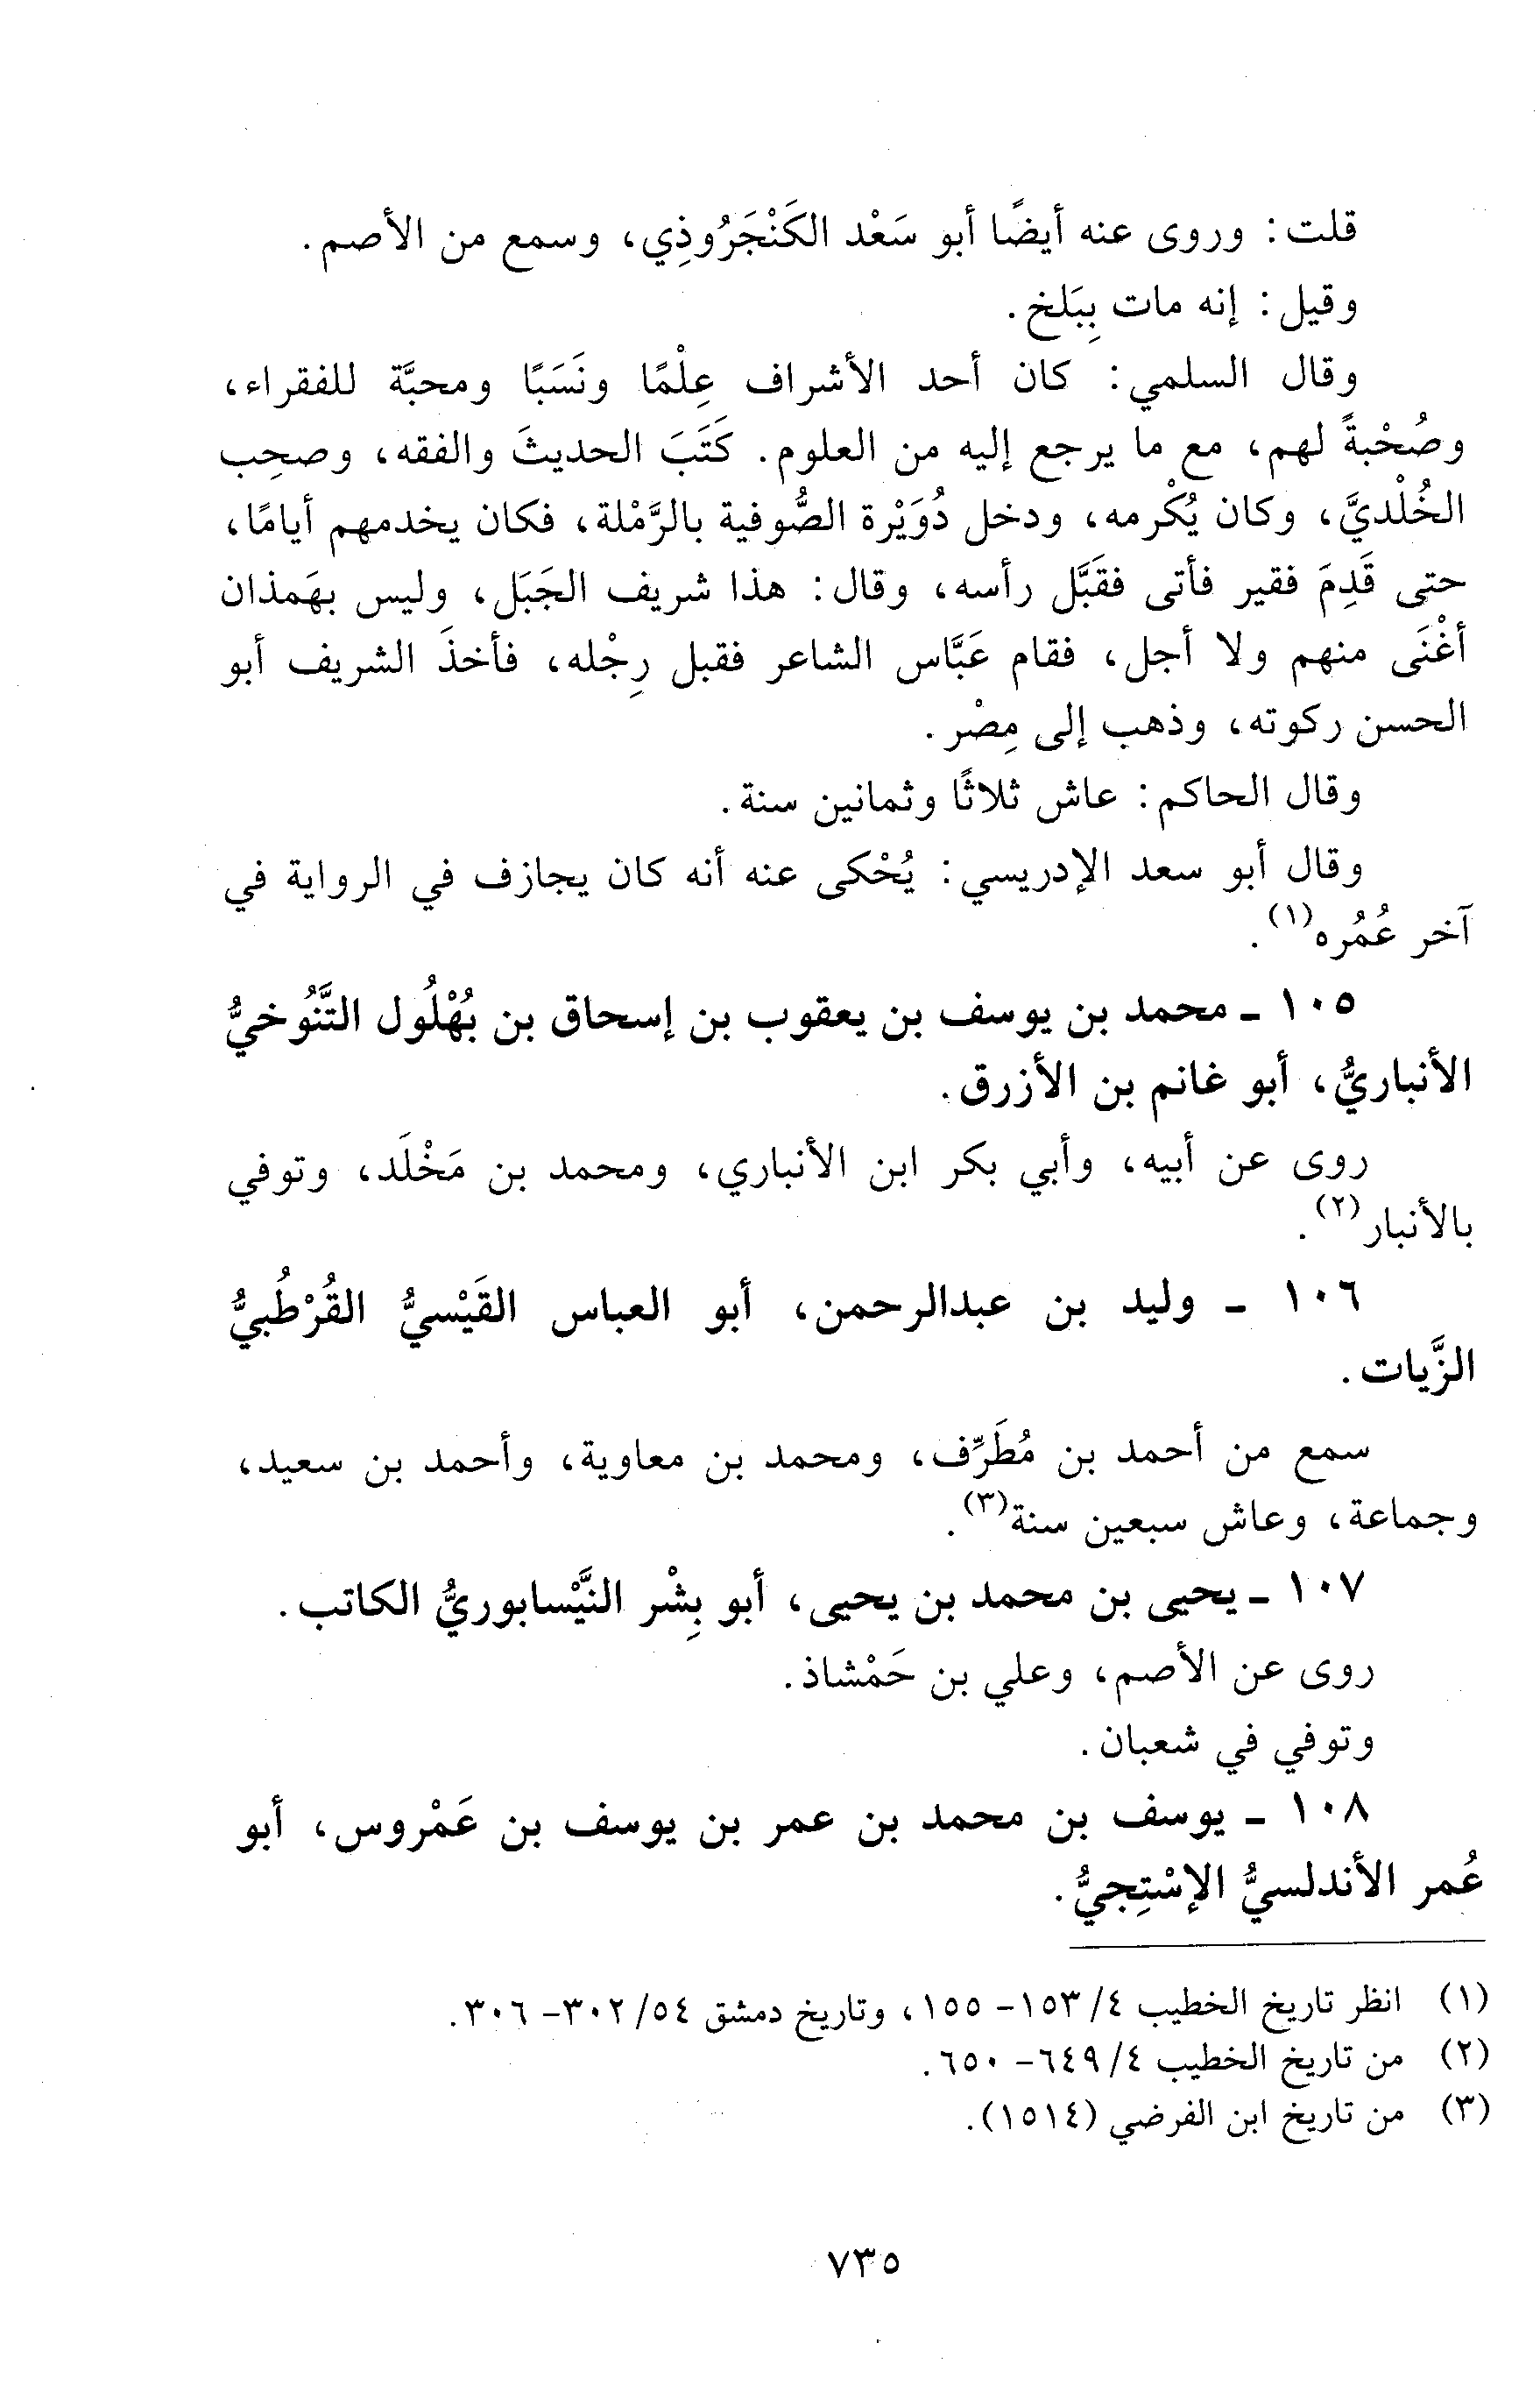 قلت: وروى عنه أيضًا أبو سَعْد الكَنْجَرُوذِي، وسمع من الأصم.
وقيل: إنه مات بِبَلخ.
وقال السلمي: كان أحد الأشراف عِلْمًا ونَسَبًا ومحبَّة للفقراء،
وصُحْبةً لهم، مع ما يرجع إليه من العلوم. كَتَبَ الحديثَ والفقه، وصحِب
الخُلْديَّ، وكان يُكْرمه، ودخل دُوَيْرة الصُّوفية بالرَّمْلة، فكان يخدمهم أيامًا،
حتى قَدِمَ فقير فأتى فقَبَّل رأسه، وقال: هذا شريف الجَبَل، وليس بهَمذان
أغْنَى منهم ولا أجل، فقام عَبَّاس الشاعر فقبل رِجْله، فأخذَ الشريف أبو
الحسن ركوته، وذهب إلى مِصْر.
وقال الحاكم: عاش ثلاثًا وثمانين سنة.
وقال أبو سعد الإدريسي: يُحْكى عنه أنه كان يجازف في الرواية في
آخر عُمُره(١).
١٠٥ - محمد بن يوسف بن يعقوب بن إسحاق بن بُهْلُول التَّنُوخيُّ
الأنباريُّ، أبو غانم بن الأزرق.
روى عن أبيه، وأبي بكر ابن الأنباري، ومحمد بن مَخْلَد، وتوفي
بالأنبار(٢).
١٠٦ - وليد بن عبدالرحمن، أبو العباس القَيْسيُّ القُرْطُبيُّ
الزَّيات.
سمع من أحمد بن مُطَرِّف، ومحمد بن معاوية، وأحمد بن سعيد،
وجماعة، وعاش سبعين سنة(٣).
١٠٧ - يحيى بن محمد بن يحيى، أبو بِشْر النَّيْسابوريُّ الكاتب.
روى عن الأصم، وعلي بن حَمْشاذ.
وتوفي في شعبان.
١٠٨ - يوسف بن محمد بن عمر بن يوسف بن عَمْروس، أبو
عُمر الأندلسيُّ الإسْتِجيُّ.
(١) انظر تاريخ الخطيب ٤/ ١٥٣- ١٥٥، وتاريخ دمشق ٥٤/ ٣٠٢- ٣٠٦.
(٢) من تاريخ الخطيب ٤/ ٦٤٩- ٦٥٠.
(٣) من تاريخ ابن الفرضي (١٥١٤).
٧٣٥